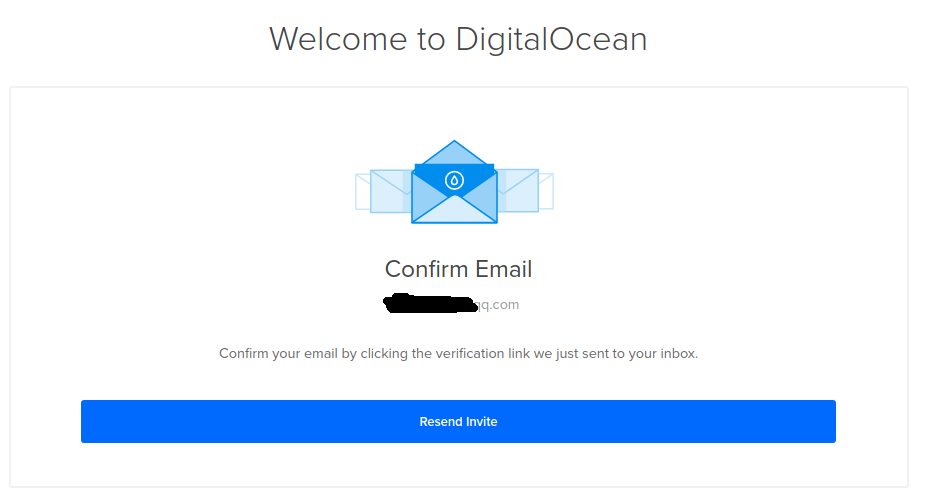 Welcome to DigitalOcean
Confirm Email
qq.com
Confirm your email by clicking the verification link we just sent to your inbox.
Resend Invite